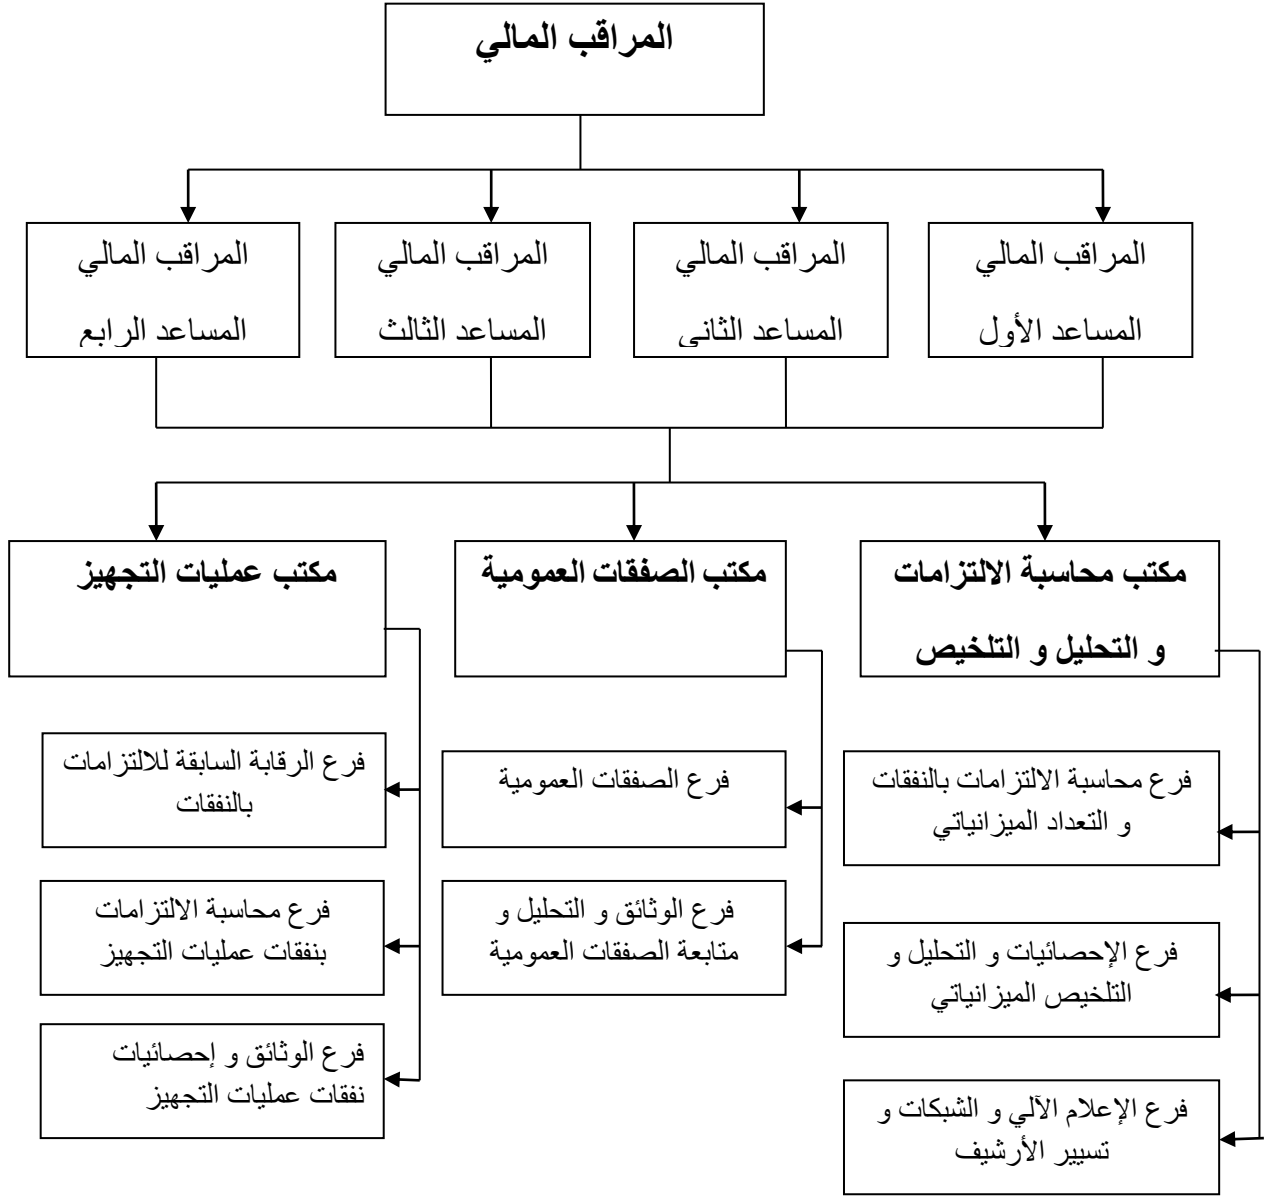 المراقب المالي
المراقب المالي
المساعد الأول
المراقب المالي
المساعد الثاني
المراقب المالي
المساعد الثالث
المراقب المالي
المساعد الرابع
مكتب محاسبة الالتزامات
و التحليل و التلخيص
مكتب الصفقات العمومية
مكتب عمليات التجهيز
فرع محاسبة الالتزامات بالنفقات
و التعداد الميزانياتي
فرع الإحصائيات و التحليل و
التلخيص الميزانياتي
فرع الإعلام الآلي و الشبكات و
تسيير الأرشيف
فرع الصفقات العمومية
فرع الوثائق و التحليل و
متابعة الصفقات العمومية
فرع الرقابة السابقة للالتزامات
بالنفقات
فرع محاسبة الالتزامات
بنفقات عمليات التجهيز
فرع الوثائق و إحصائيات
نفقات عمليات التجهيز